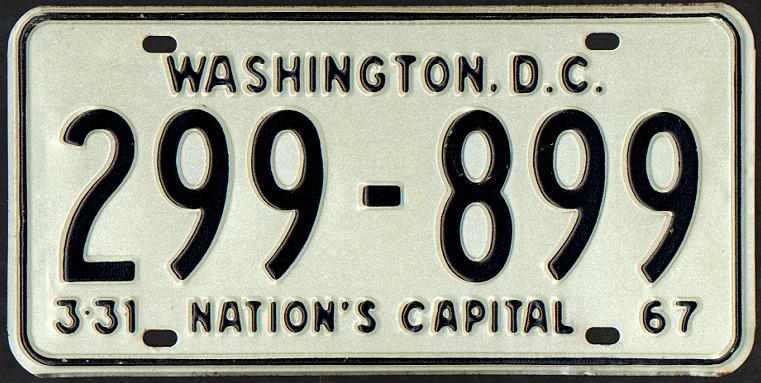 WASHINGTON, D.C.
299-899
3·31 NATION'S CAPITAL 67